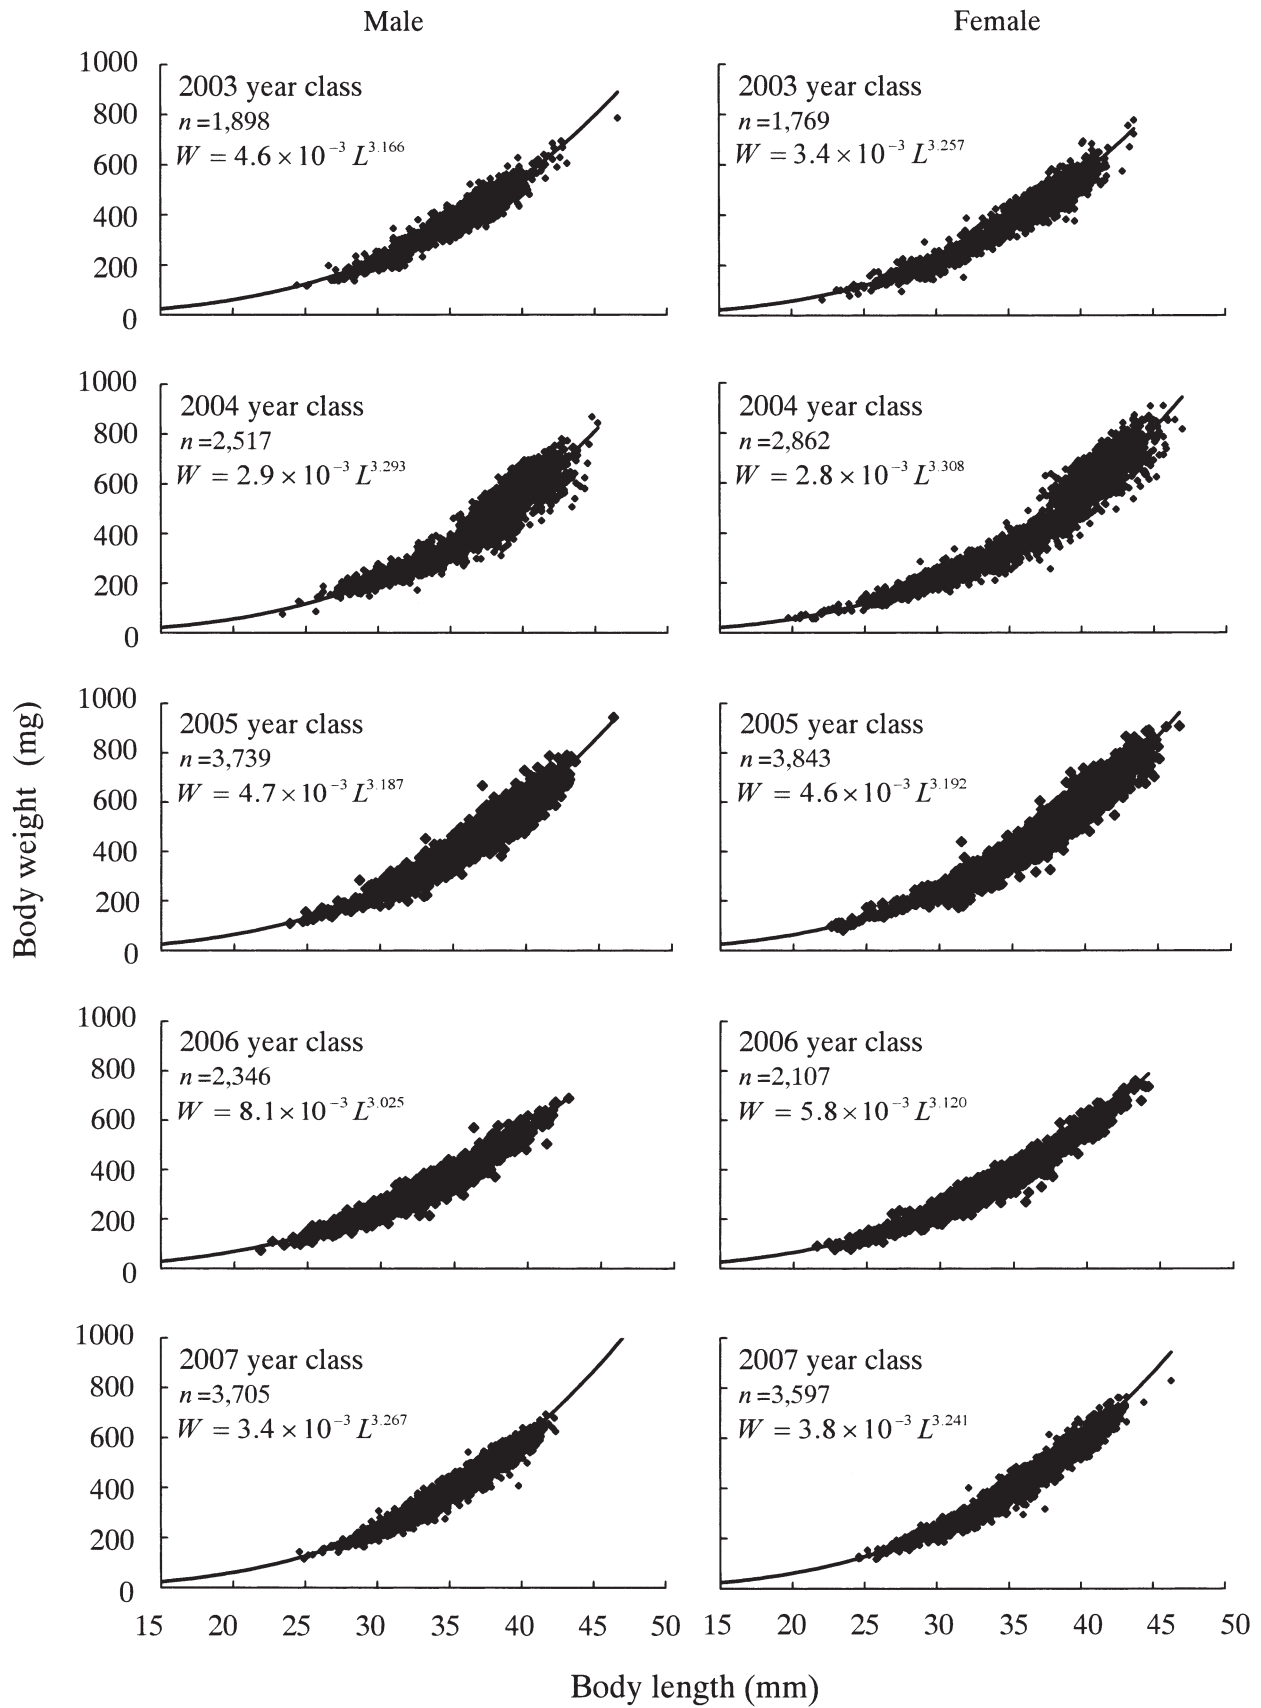 Male
Female
1000
800
600
400
200
0
2003 year class
n=1,898
W = 4.6 × 10⁻³ L³·¹⁶⁶
2003 year class
n=1,769
W = 3.4 × 10⁻³ L³·²⁵⁷
1000
800
600
400
200
0
2004 year class
n=2,517
W = 2.9 × 10⁻³ L³·²⁹³
2004 year class
n=2,862
W = 2.8 × 10⁻³ L³·³⁰⁸
Body weight (mg)
1000
800
600
400
200
0
2005 year class
n=3,739
W = 4.7 × 10⁻³ L³·¹⁸⁷
2005 year class
n=3,843
W = 4.6 × 10⁻³ L³·¹⁹²
1000
800
600
400
200
0
2006 year class
n=2,346
W = 8.1 × 10⁻³ L³·⁰²⁵
2006 year class
n=2,107
W = 5.8 × 10⁻³ L³·¹²⁰
1000
800
600
400
200
0
2007 year class
n=3,705
W = 3.4 × 10⁻³ L³·²⁶⁷
2007 year class
n=3,597
W = 3.8 × 10⁻³ L³·²⁴¹
15 20 25 30 35 40 45 50
15 20 25 30 35 40 45 50
Body length (mm)